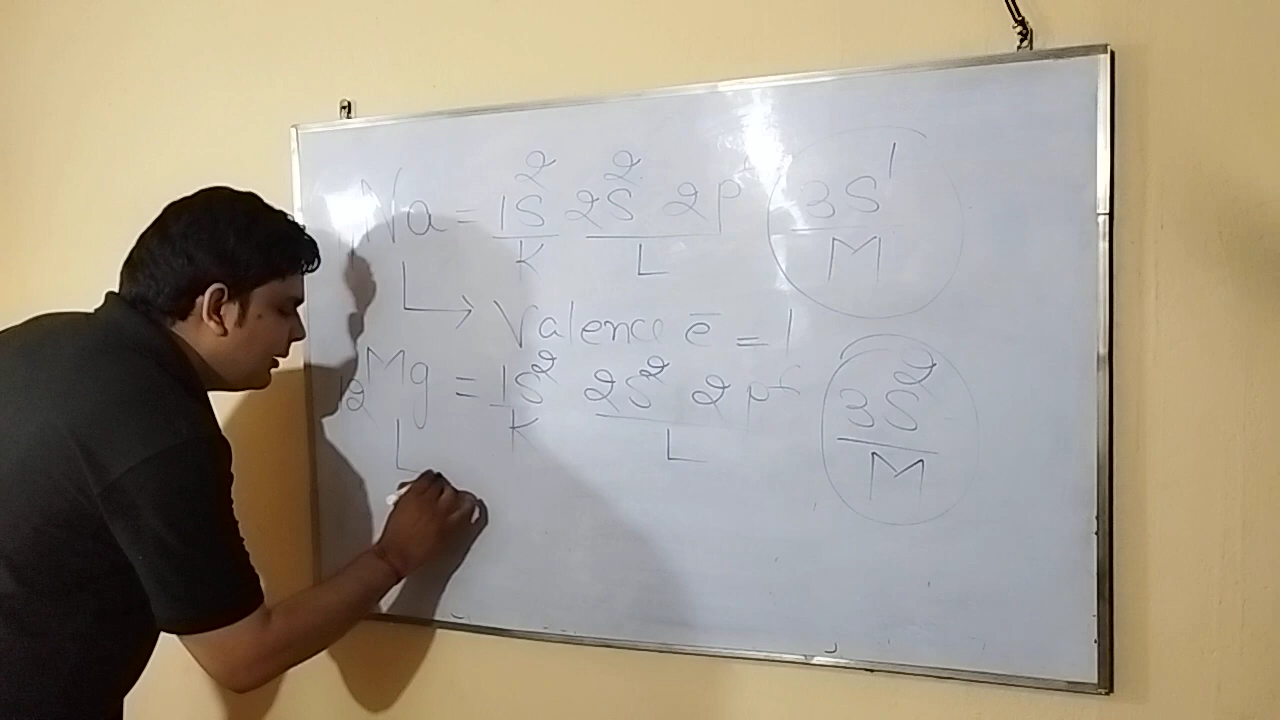 Na = 1S² 2S² 2p⁶ 3S¹
K L M
Valence ē = 1
₁₂Mg = 1S² 2S² 2p⁶ 3S²
K L M